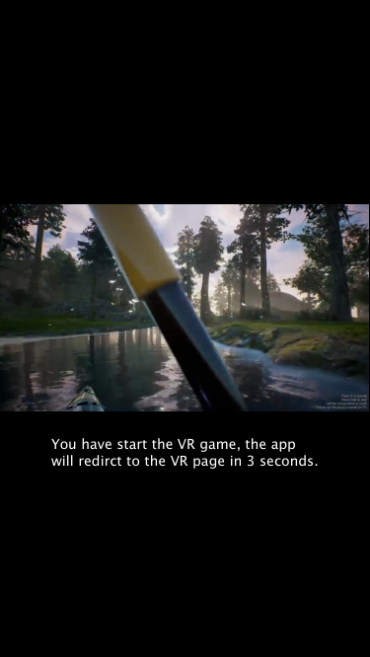 You have start the VR game, the app
will redirct to the VR page in 3 seconds.